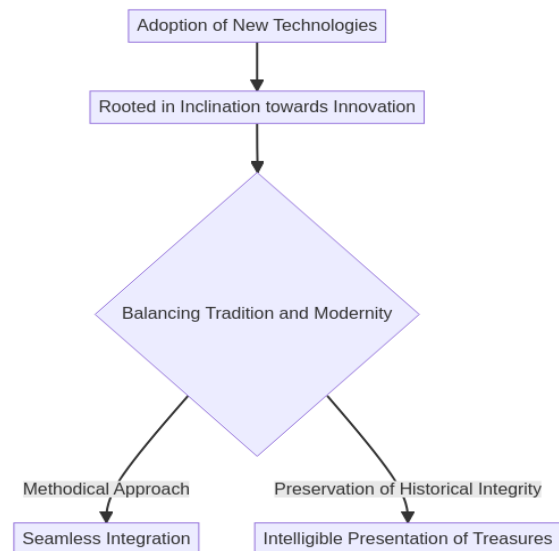 Adoption of New Technologies
Rooted in Inclination towards Innovation
Balancing Tradition and Modernity
Methodical Approach
Preservation of Historical Integrity
Seamless Integration
Intelligible Presentation of Treasures